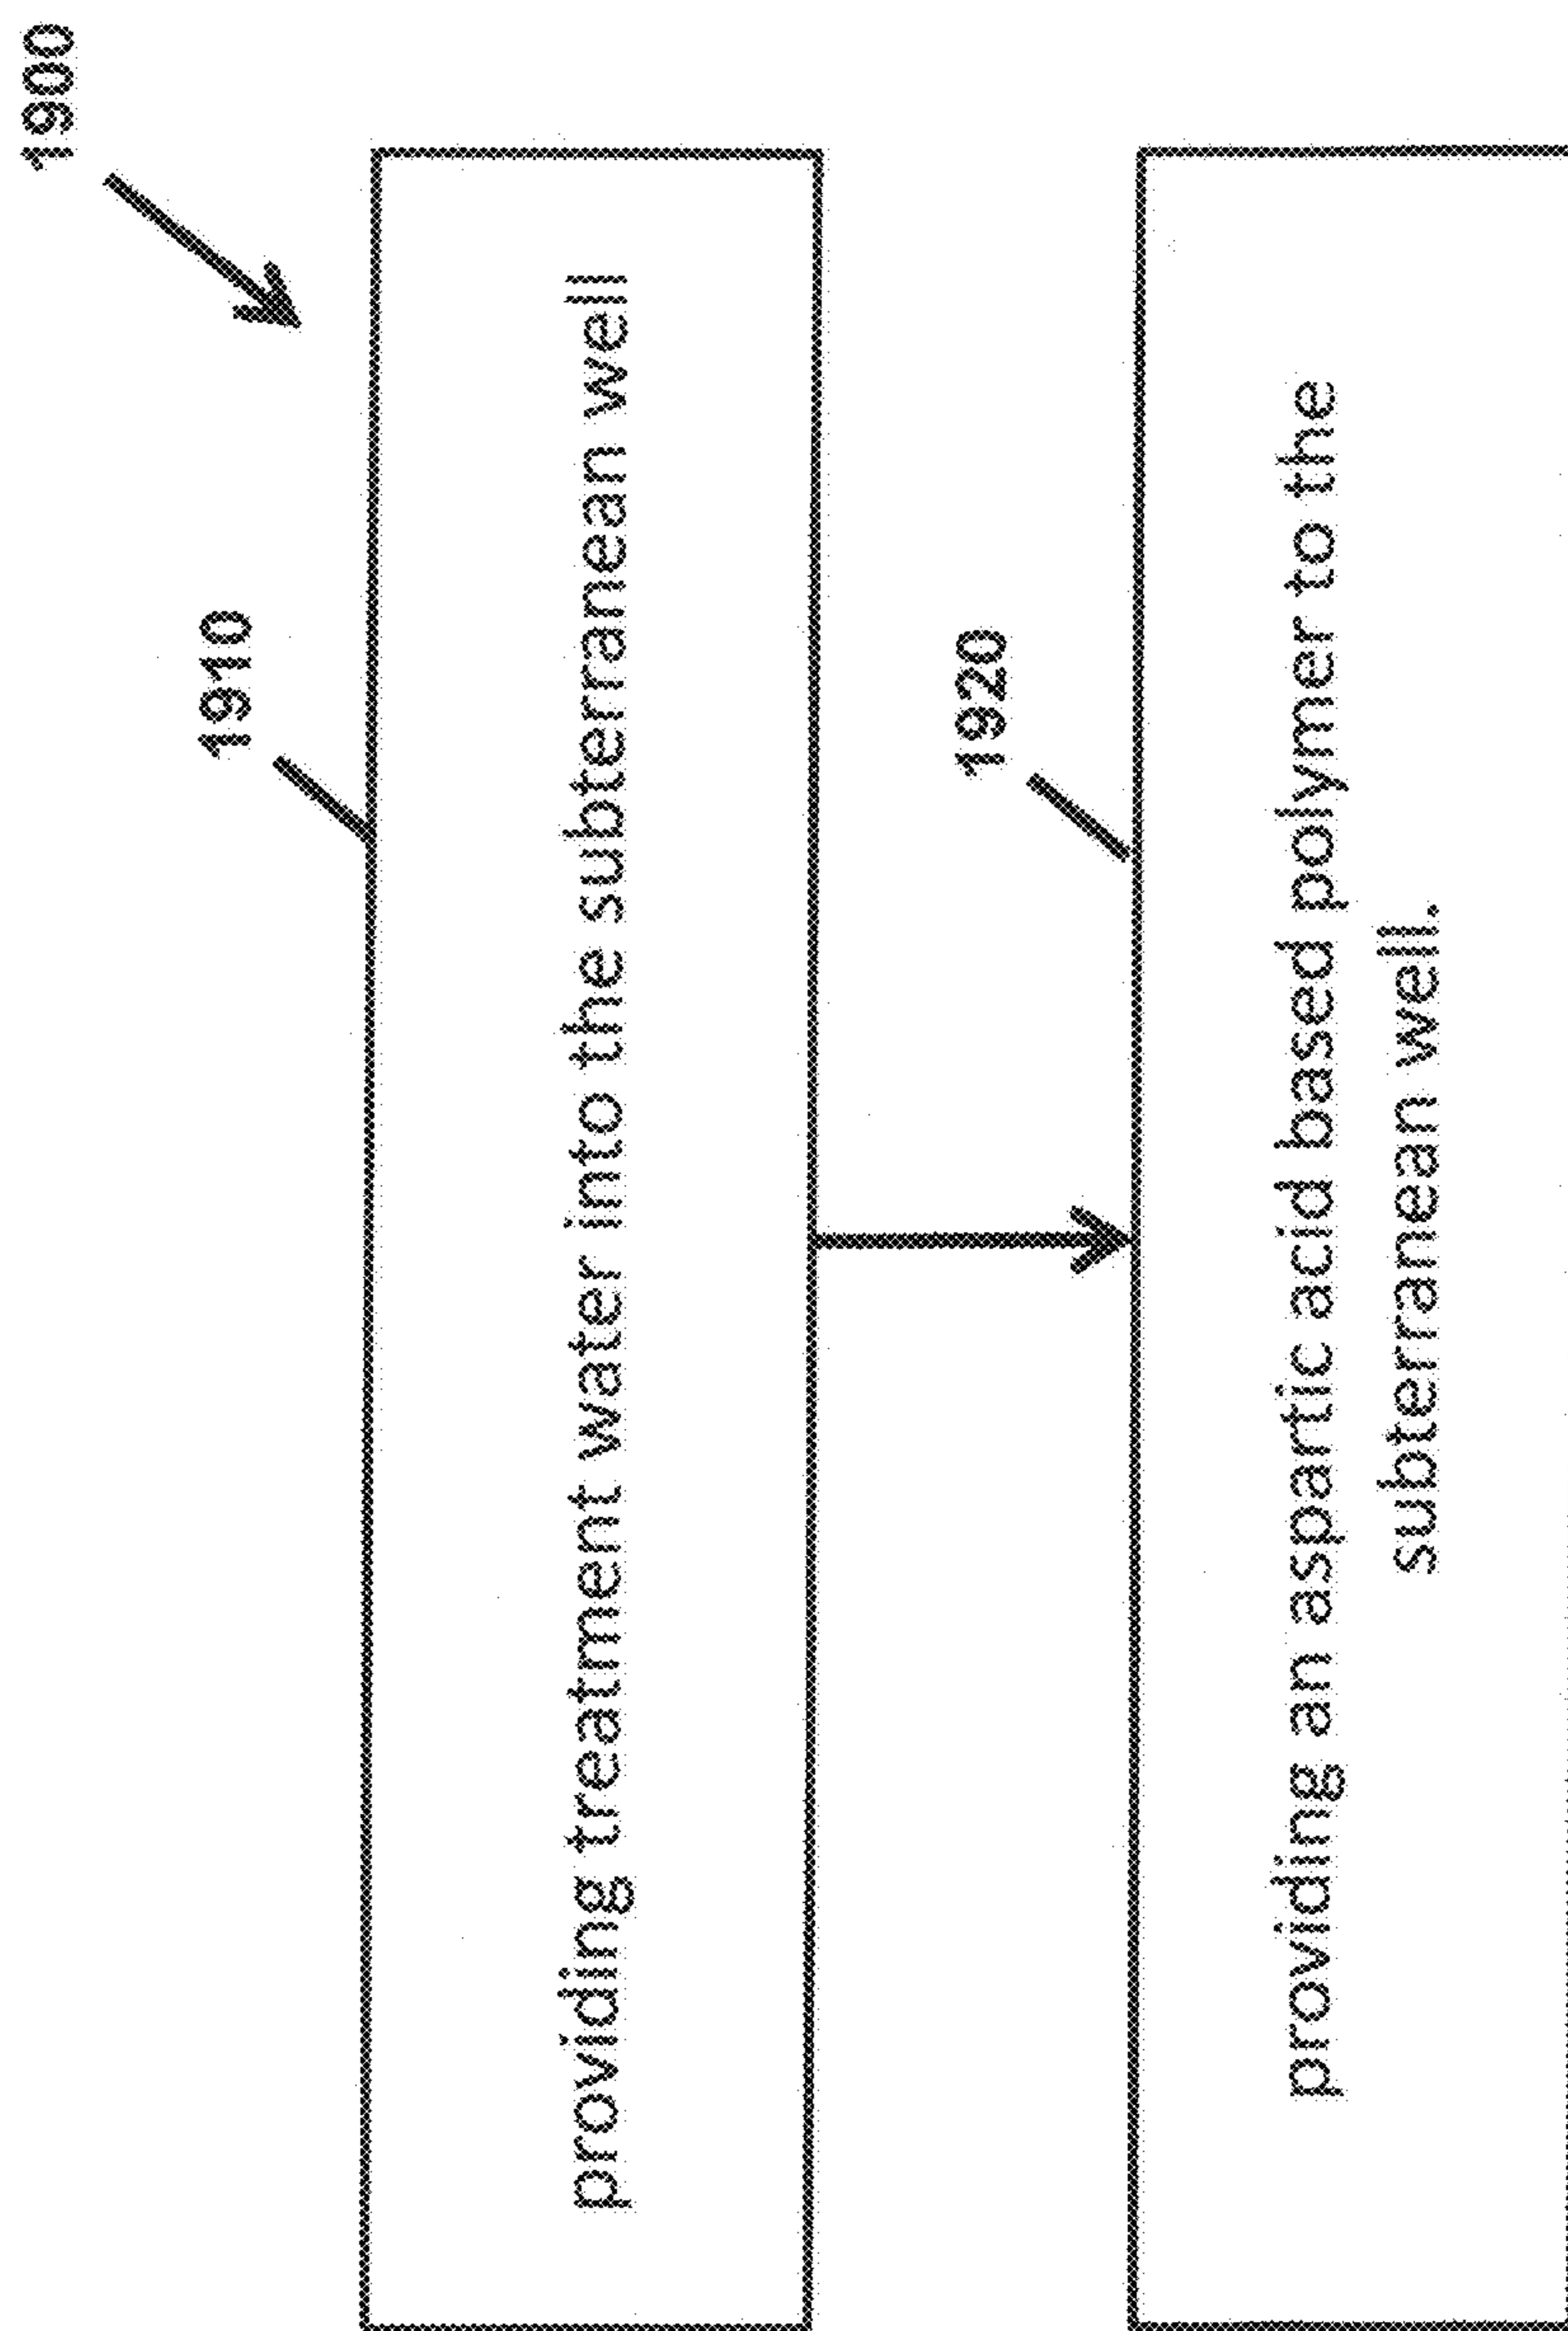 1900
1910
providing treatment water into the subterranean well
1920
providing an aspartic acid based polymer to the
subterranean well.